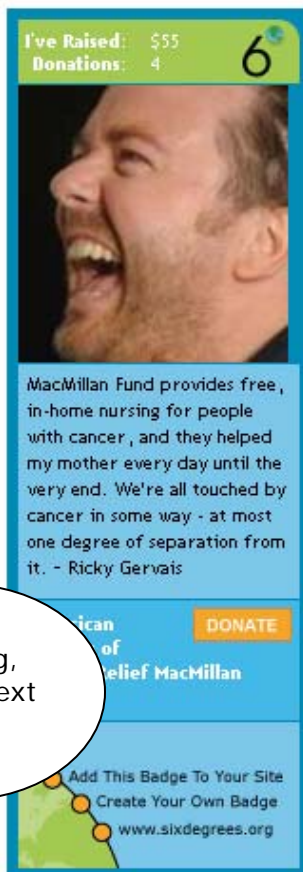 I've Raised: $55
Donations: 4
6°
MacMillan Fund provides free,
in-home nursing for people
with cancer, and they helped
my mother every day until the
very end. We're all touched by
cancer in some way - at most
one degree of separation from
it. - Ricky Gervais
DONATE
of
MacMillan
Add This Badge To Your Site
Create Your Own Badge
www.sixdegrees.org